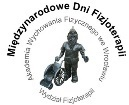 Międzynarodowe Dni Fizjoterapii
Akademia Wychowania Fizycznego we Wrocławiu
Wydział Fizjoterapii